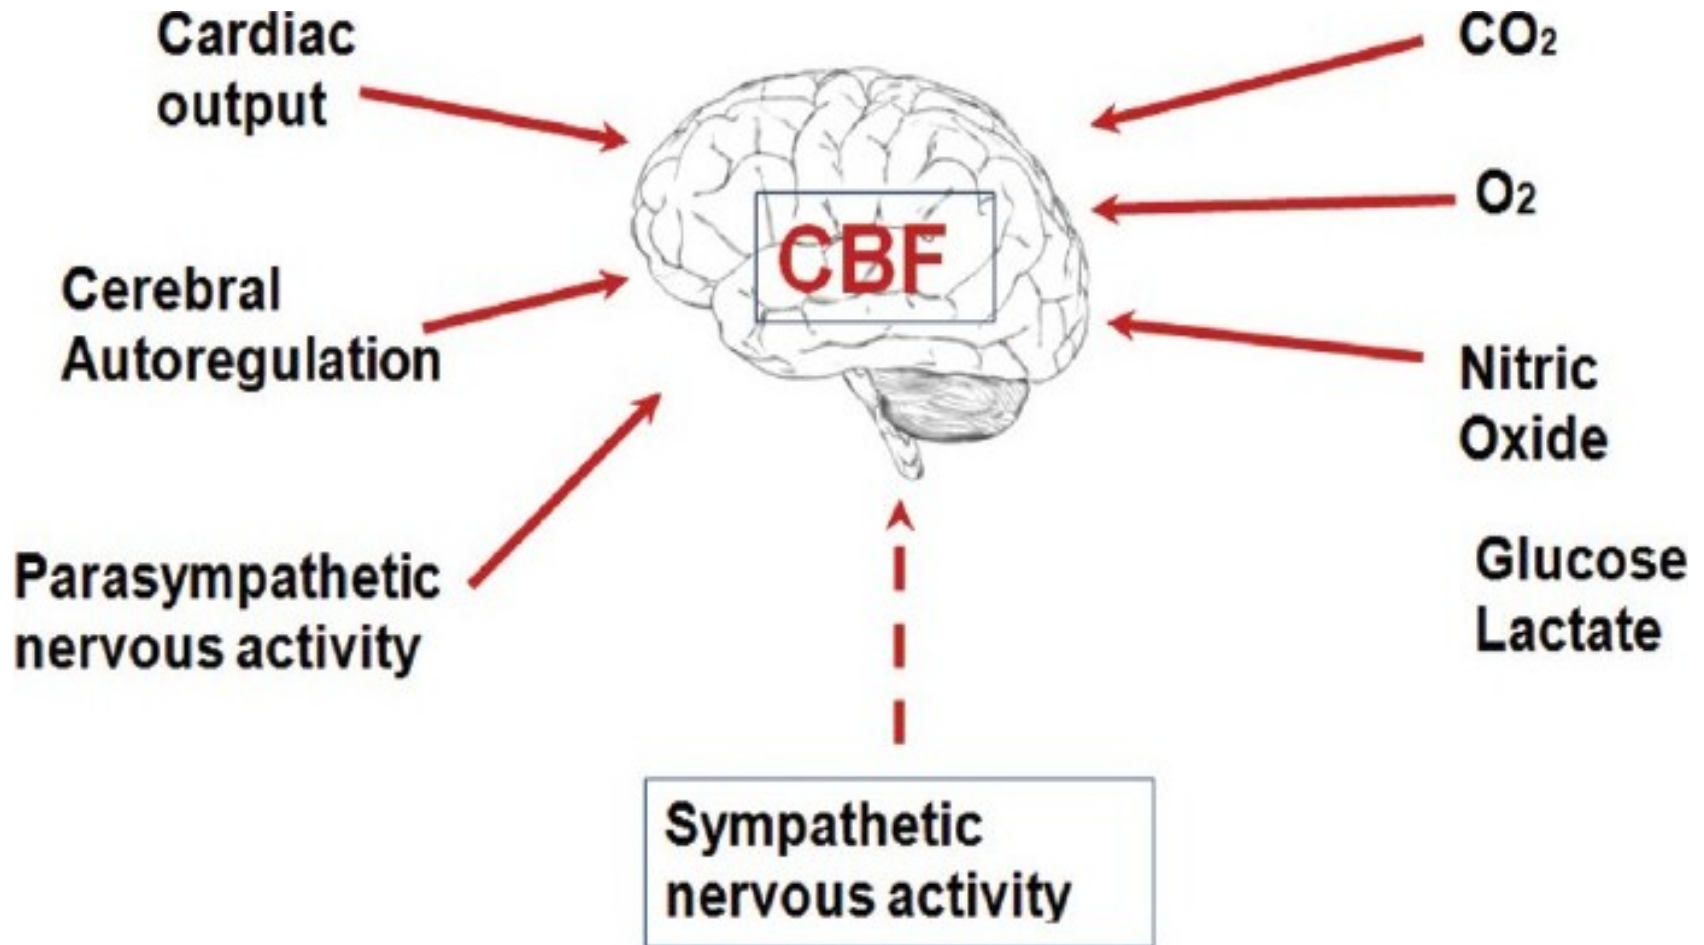 Cardiac
output
CO₂
O₂
CBF
Cerebral
Autoregulation
Nitric
Oxide
Parasympathetic
nervous activity
Glucose
Lactate
Sympathetic
nervous activity